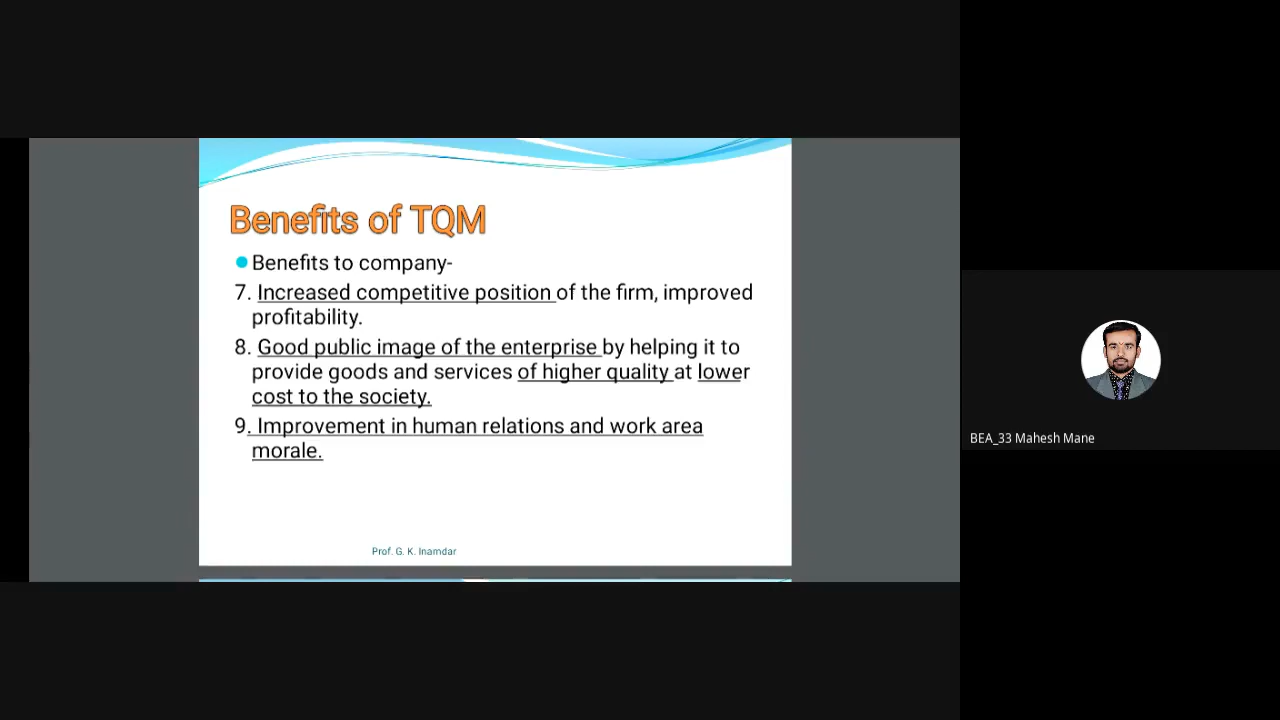 Benefits of TQM
Benefits to company-
7. Increased competitive position of the firm, improved
profitability.
8. Good public image of the enterprise by helping it to
provide goods and services of higher quality at lower
cost to the society.
9. Improvement in human relations and work area
morale.
Prof. G. K. Inamdar
BEA_33 Mahesh Mane